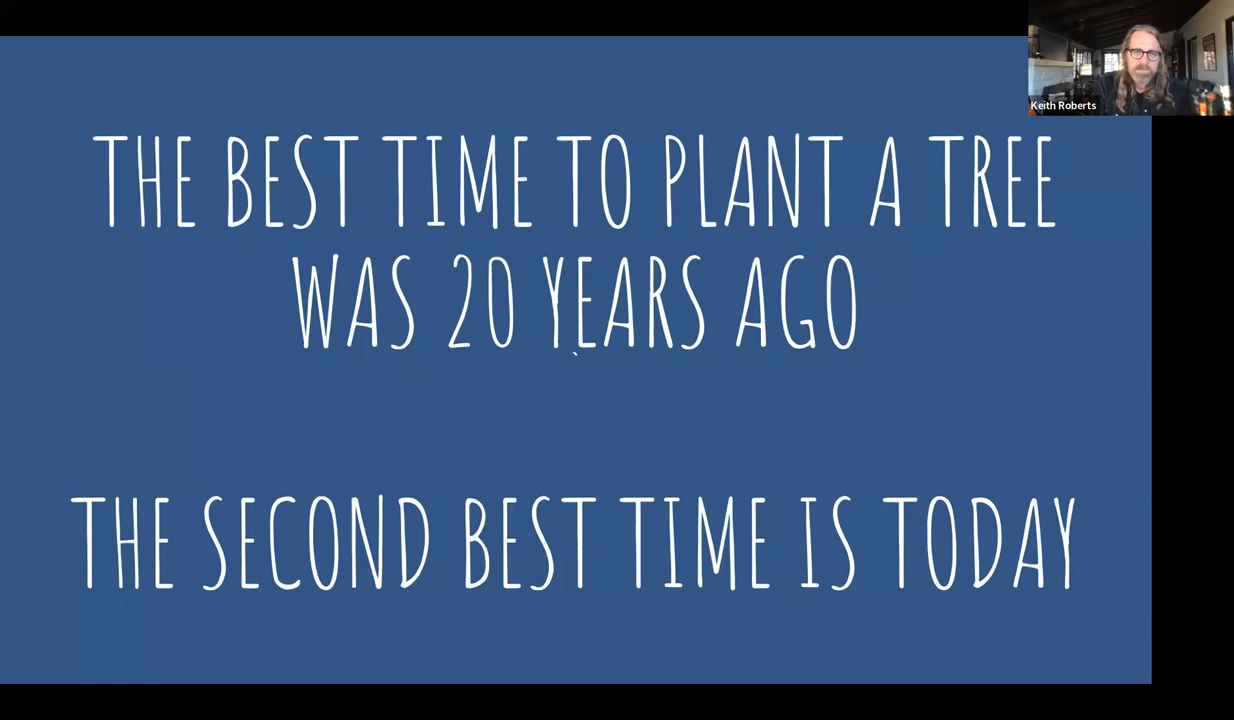 Keith Roberts
THE BEST TIME TO PLANT A TREE
WAS 20 YEARS AGO
THE SECOND BEST TIME IS TODAY